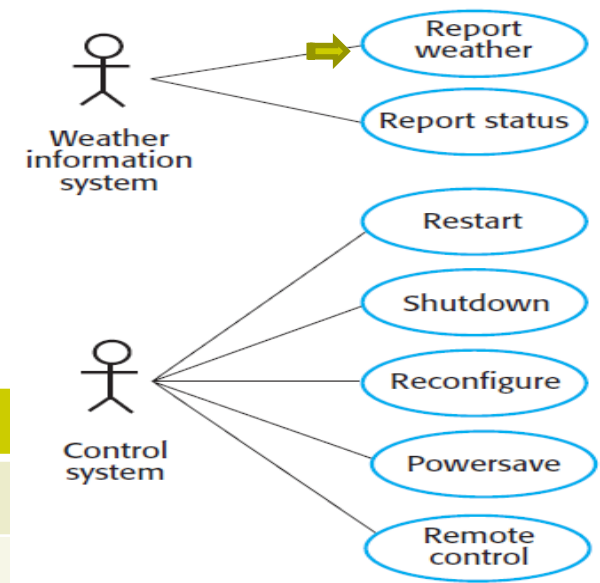 Report
weather
Report status
Weather
information
system
Restart
Shutdown
Reconfigure
Control
system
Powersave
Remote
control